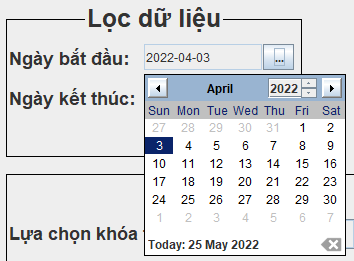 Lọc dữ liệu
Ngày bắt đầu: 2022-04-03 ...
Ngày kết thúc:
April 2022
Sun Mon Tue Wed Thu Fri Sat
27 28 29 30 31 1 2
3 4 5 6 7 8 9
10 11 12 13 14 15 16
17 18 19 20 21 22 23
24 25 26 27 28 29 30
1 2 3 4 5 6 7
Today: 25 May 2022
Lựa chọn khóa